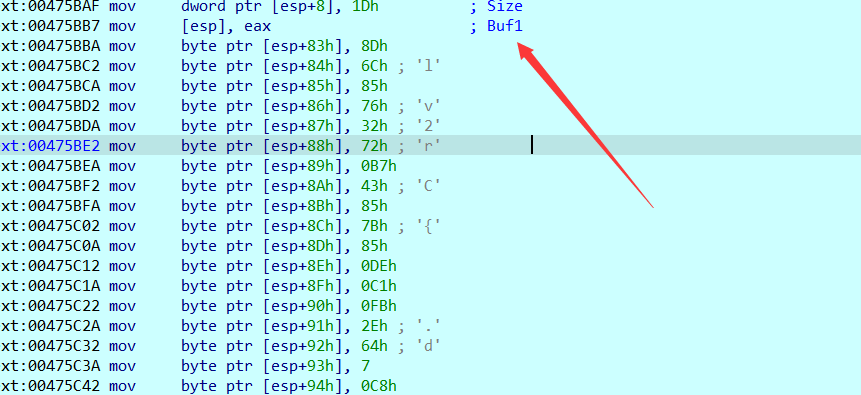 xt:00475BAF mov dword ptr [esp+8], 1Dh ; Size
xt:00475BB7 mov [esp], eax ; Buf1
xt:00475BBA mov byte ptr [esp+83h], 8Dh
xt:00475BC2 mov byte ptr [esp+84h], 6Ch ; 'l'
xt:00475BCA mov byte ptr [esp+85h], 85h
xt:00475BD2 mov byte ptr [esp+86h], 76h ; 'v'
xt:00475BDA mov byte ptr [esp+87h], 32h ; '2'
xt:00475BE2 mov byte ptr [esp+88h], 72h ; 'r'
xt:00475BEA mov byte ptr [esp+89h], 0B7h
xt:00475BF2 mov byte ptr [esp+8Ah], 43h ; 'C'
xt:00475BFA mov byte ptr [esp+8Bh], 85h
xt:00475C02 mov byte ptr [esp+8Ch], 7Bh ; '{'
xt:00475C0A mov byte ptr [esp+8Dh], 85h
xt:00475C12 mov byte ptr [esp+8Eh], 0DEh
xt:00475C1A mov byte ptr [esp+8Fh], 0C1h
xt:00475C22 mov byte ptr [esp+90h], 0FBh
xt:00475C2A mov byte ptr [esp+91h], 2Eh ; '.'
xt:00475C32 mov byte ptr [esp+92h], 64h ; 'd'
xt:00475C3A mov byte ptr [esp+93h], 7
xt:00475C42 mov byte ptr [esp+94h], 0C8h